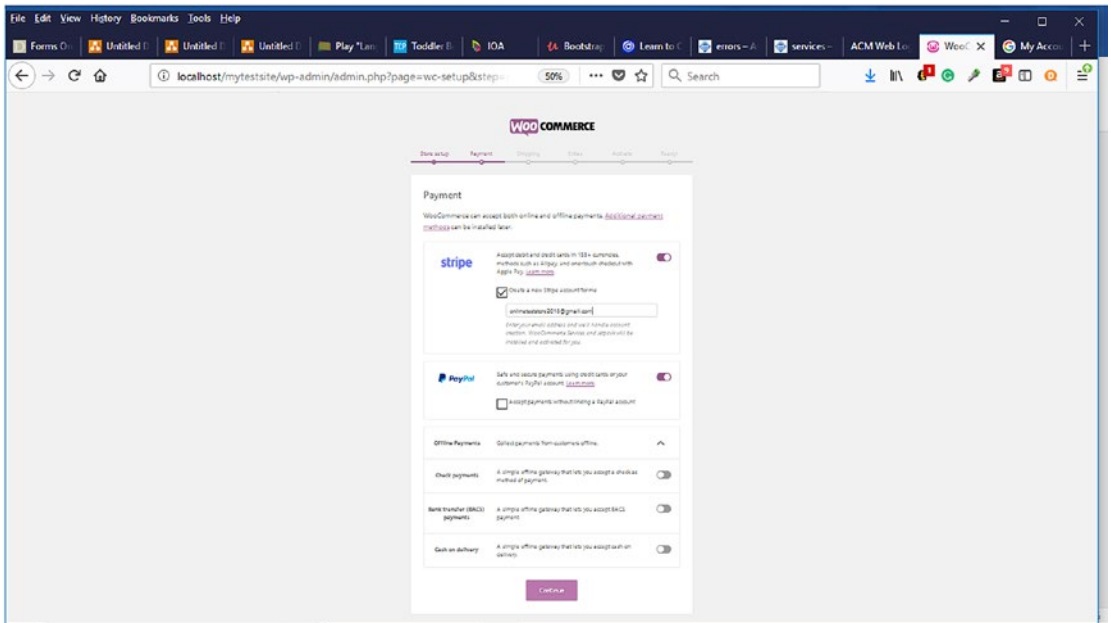 File Edit View History Bookmarks Tools Help
Forms On Untitled D Untitled D Untitled D Play "Lan Toddler B IOA Bootstrap Learn to C errors – A services – ACM Web Lo WooC My Accou
localhost/mytestsite/wp-admin/admin.php?page=wc-setup&step= 50% Search
WOO COMMERCE
Store setup Payment Shipping Extras Activate Ready!
Payment
WooCommerce can accept both online and offline payments. Additional payment
methods can be installed later.
stripe
Accept debit and credit cards in 135+ currencies,
methods such as Alipay, and one-touch checkout with
Apple Pay. Learn more.
Create a new Stripe account for me
2018@gmail.com
Enter your email address and we'll handle account
creation. WooCommerce Services and Jetpack will be
installed and activated for you.
PayPal
Safe and secure payments using credit cards or your
customer's PayPal account. Learn more.
Accept payments without linking a PayPal account
Offline Payments Collect payments from customers offline.
Check payments
A simple offline gateway that lets you accept a check as
method of payment.
Bank transfer (BACS)
payments
A simple offline gateway that lets you accept BACS
payment.
Cash on delivery
A simple offline gateway that lets you accept cash on
delivery.
Continue